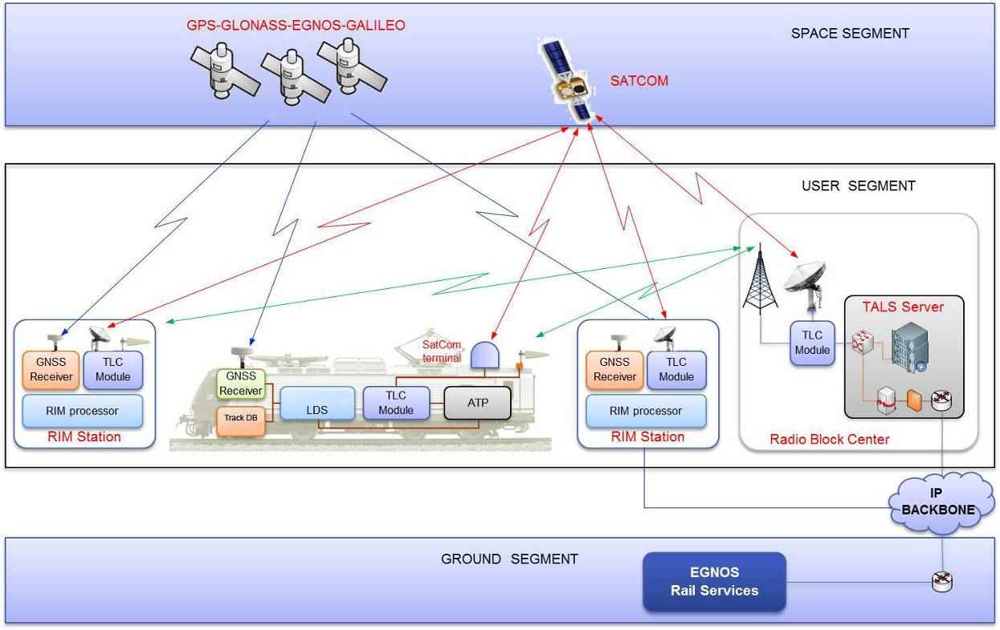 GPS-GLONASS-EGNOS-GALILEO
SPACE SEGMENT
SATCOM
USER SEGMENT
GNSS
Receiver
TLC
Module
RIM processor
RIM Station
SatCom
terminal
GNSS
Receiver
Track DB
LDS
TLC
Module
ATP
GNSS
Receiver
TLC
Module
RIM processor
RIM Station
TALS Server
TLC
Module
Radio Block Center
IP
BACKBONE
GROUND SEGMENT
EGNOS
Rail Services